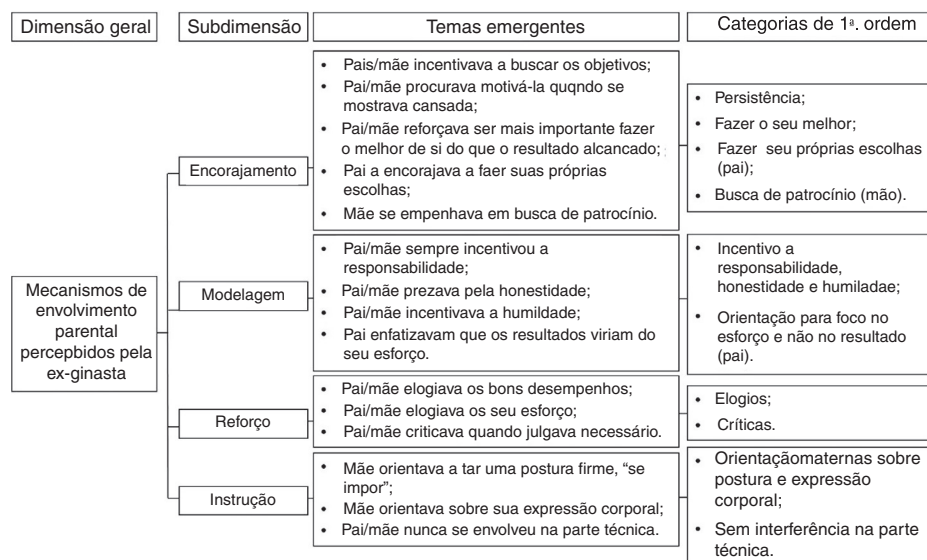 Dimensão geral
Subdimensão
Temas emergentes
Categorias de 1ª. ordem
Mecanismos de
envolvimento
parental
percepbidos pela
ex-ginasta
Encorajamento
• Pais/mãe incentivava a buscar os objetivos;
• Pai/mãe procurava motivá-la quqndo se
mostrava cansada;
• Pai/mãe reforçava ser mais importante fazer
o melhor de si do que o resultado alcancado;
• Pai a encorajava a faer suas próprias
escolhas;
• Mãe se empenhava em busca de patrocínio.
• Persistência;
• Fazer o seu melhor;
• Fazer seu próprias escolhas
(pai);
• Busca de patrocínio (mão).
Modelagem
• Pai/mãe sempre incentivou a
responsabilidade;
• Pai/mãe prezava pela honestidade;
• Pai/mãe incentivava a humildade;
• Pai enfatizavam que os resultados viriam do
seu esforço.
• Incentivo a
responsabilidade,
honestidade e humiladae;
• Orientação para foco no
esforço e não no resultado
(pai).
Reforço
• Pai/mãe elogiava os bons desempenhos;
• Pai/mãe elogiava os seu esforço;
• Pai/mãe criticava quando julgava necessário.
• Elogios;
• Críticas.
Instrução
• Mãe orientava a tar uma postura firme, “se
impor”;
• Mãe orientava sobre sua expressão corporal;
• Pai/mãe nunca se envolveu na parte técnica.
• Orientaçãomaternas sobre
postura e expressão
corporal;
• Sem interferência na parte
técnica.